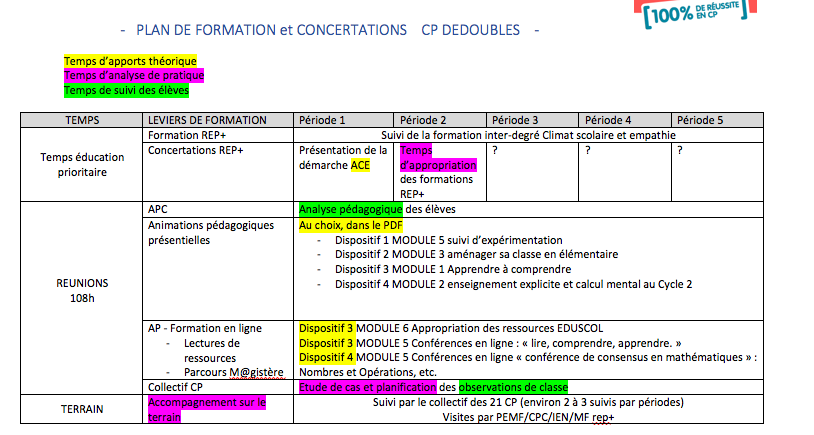 100% DE RÉUSSITE
EN CP
- PLAN DE FORMATION et CONCERTATIONS CP DEDOUBLES -
Temps d'apports théorique
Temps d'analyse de pratique
Temps de suivi des élèves
TEMPS LEVIERS DE FORMATION Période 1 Période 2 Période 3 Période 4 Période 5
Temps éducation
prioritaire
Formation REP+ Suivi de la formation inter-degré Climat scolaire et empathie
Concertations REP+
Présentation de la
démarche ACE
Temps
d'appropriation
des formations
REP+
? ? ?
REUNIONS
108h
APC Analyse pédagogique des élèves
Animations pédagogiques
présentielles
Au choix, dans le PDF
- Dispositif 1 MODULE 5 suivi d'expérimentation
- Dispositif 2 MODULE 3 aménager sa classe en élémentaire
- Dispositif 3 MODULE 1 Apprendre à comprendre
- Dispositif 4 MODULE 2 enseignement explicite et calcul mental au Cycle 2
AP - Formation en ligne
- Lectures de
ressources
- Parcours M@gistère
Dispositif 3 MODULE 6 Appropriation des ressources EDUSCOL
Dispositif 3 MODULE 5 Conférences en ligne : « lire, comprendre, apprendre. »
Dispositif 4 MODULE 5 Conférences en ligne « conférence de consensus en mathématiques » :
Nombres et Opérations, etc.
Collectif CP Etude de cas et planification des observations de classe
TERRAIN
Accompagnement sur le
terrain
Suivi par le collectif des 21 CP (environ 2 à 3 suivis par périodes)
Visites par PEMF/CPC/IEN/MF rep+